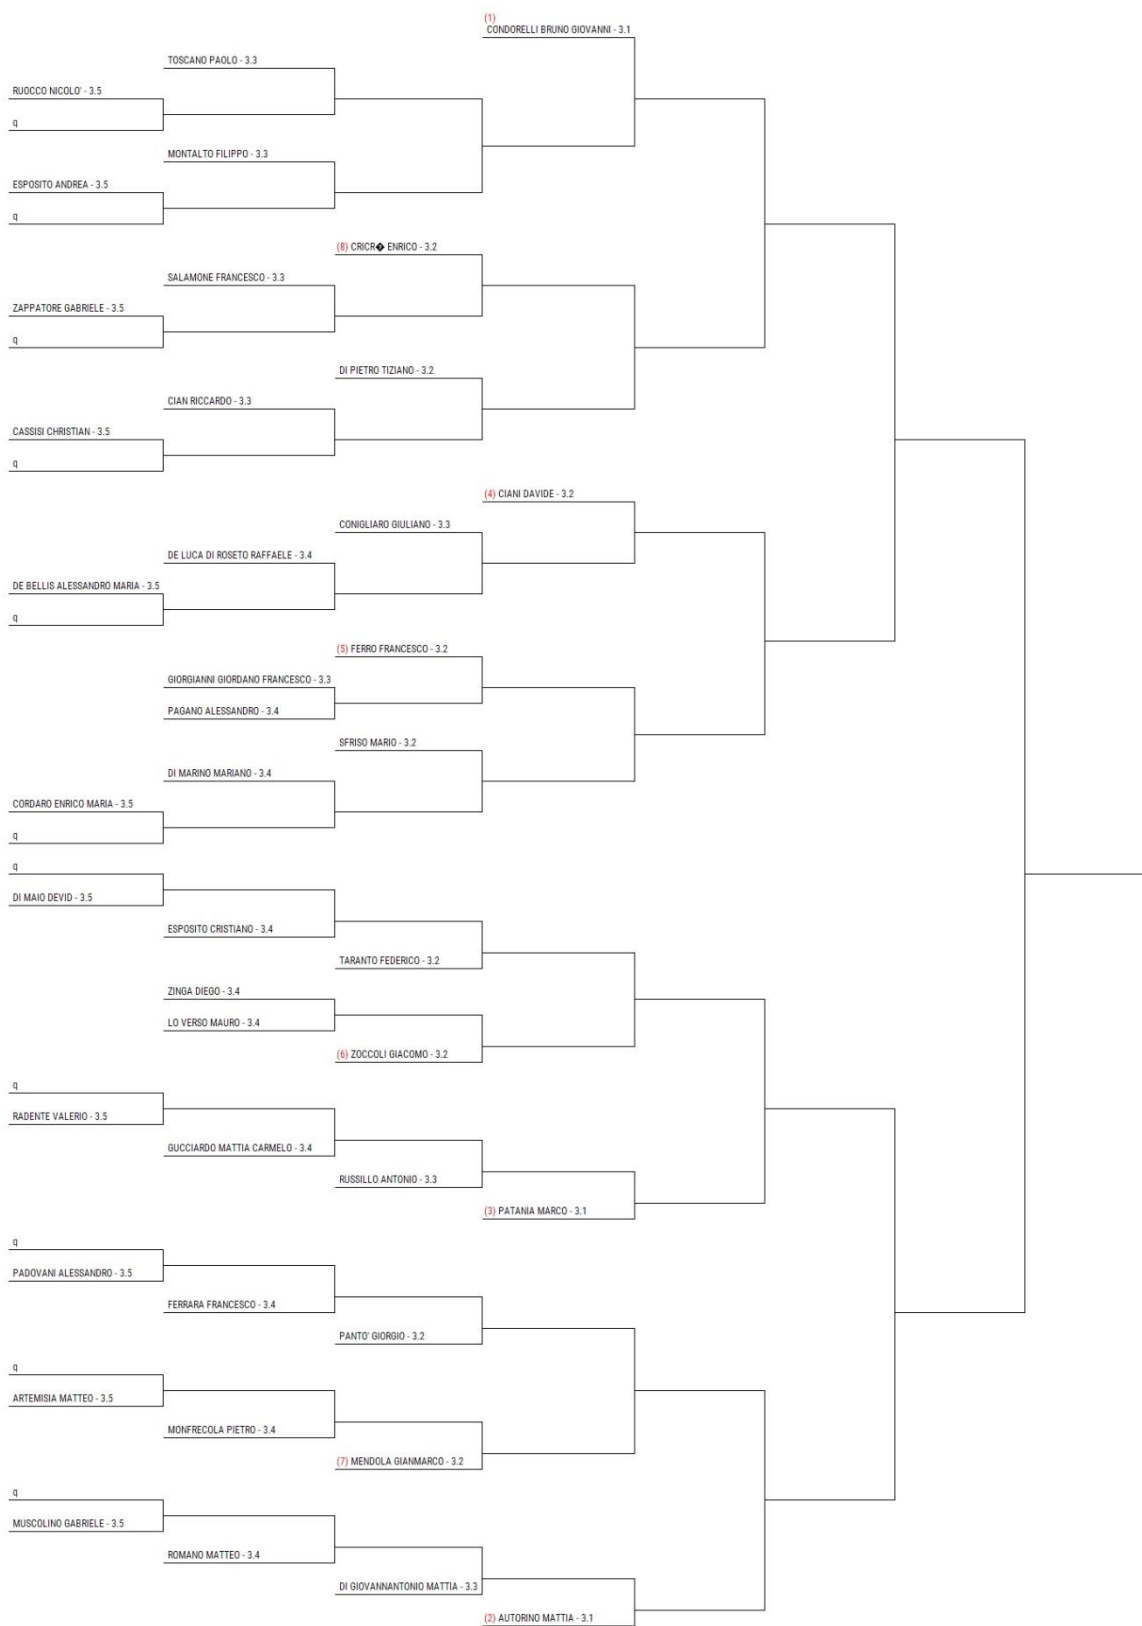 (1)
CONDORELLI BRUNO GIOVANNI - 3.1
TOSCANO PAOLO - 3.3
RUOCCO NICOLO' - 3.5
q
MONTALTO FILIPPO - 3.3
ESPOSITO ANDREA - 3.5
q
(8) CRICR� ENRICO - 3.2
SALAMONE FRANCESCO - 3.3
ZAPPATORE GABRIELE - 3.5
q
DI PIETRO TIZIANO - 3.2
CIAN RICCARDO - 3.3
CASSISI CHRISTIAN - 3.5
q
(4) CIANI DAVIDE - 3.2
CONIGLIARO GIULIANO - 3.3
DE LUCA DI ROSETO RAFFAELE - 3.4
DE BELLIS ALESSANDRO MARIA - 3.5
q
(5) FERRO FRANCESCO - 3.2
GIORGIANNI GIORDANO FRANCESCO - 3.3
PAGANO ALESSANDRO - 3.4
SFRISO MARIO - 3.2
DI MARINO MARIANO - 3.4
CORDARO ENRICO MARIA - 3.5
q
q
DI MAIO DEVID - 3.5
ESPOSITO CRISTIANO - 3.4
TARANTO FEDERICO - 3.2
ZINGA DIEGO - 3.4
LO VERSO MAURO - 3.4
(6) ZOCCOLI GIACOMO - 3.2
q
RADENTE VALERIO - 3.5
GUCCIARDO MATTIA CARMELO - 3.4
RUSSILLO ANTONIO - 3.3
(3) PATANIA MARCO - 3.1
q
PADOVANI ALESSANDRO - 3.5
FERRARA FRANCESCO - 3.4
PANTO' GIORGIO - 3.2
q
ARTEMISIA MATTEO - 3.5
MONFRECOLA PIETRO - 3.4
(7) MENDOLA GIANMARCO - 3.2
q
MUSCOLINO GABRIELE - 3.5
ROMANO MATTEO - 3.4
DI GIOVANNANTONIO MATTIA - 3.3
(2) AUTORINO MATTIA - 3.1